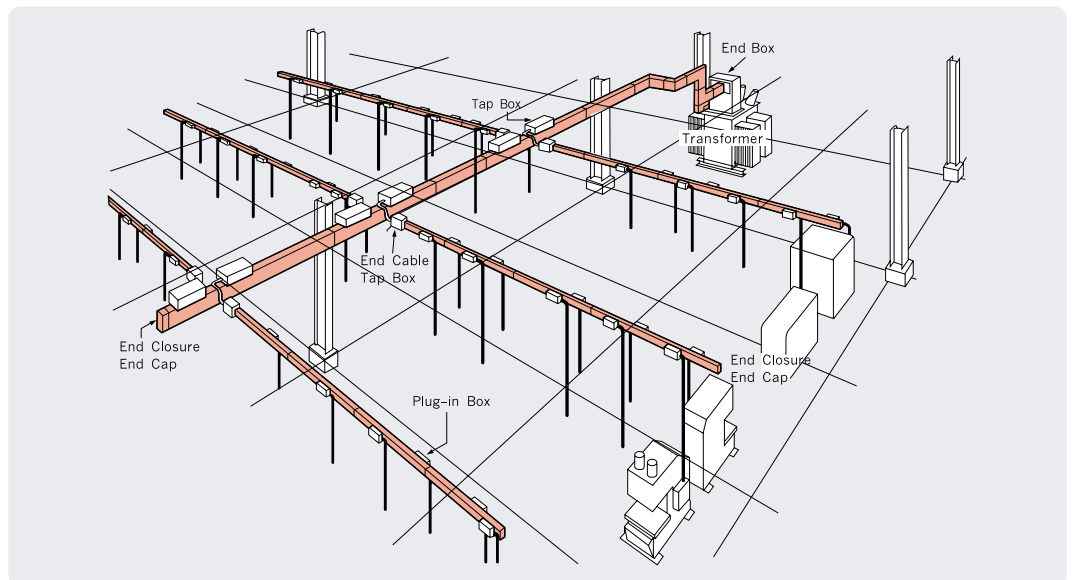 End Box
Tap Box
Transformer
End Cable
Tap Box
End Closure
End Cap
End Closure
End Cap
Plug-in Box